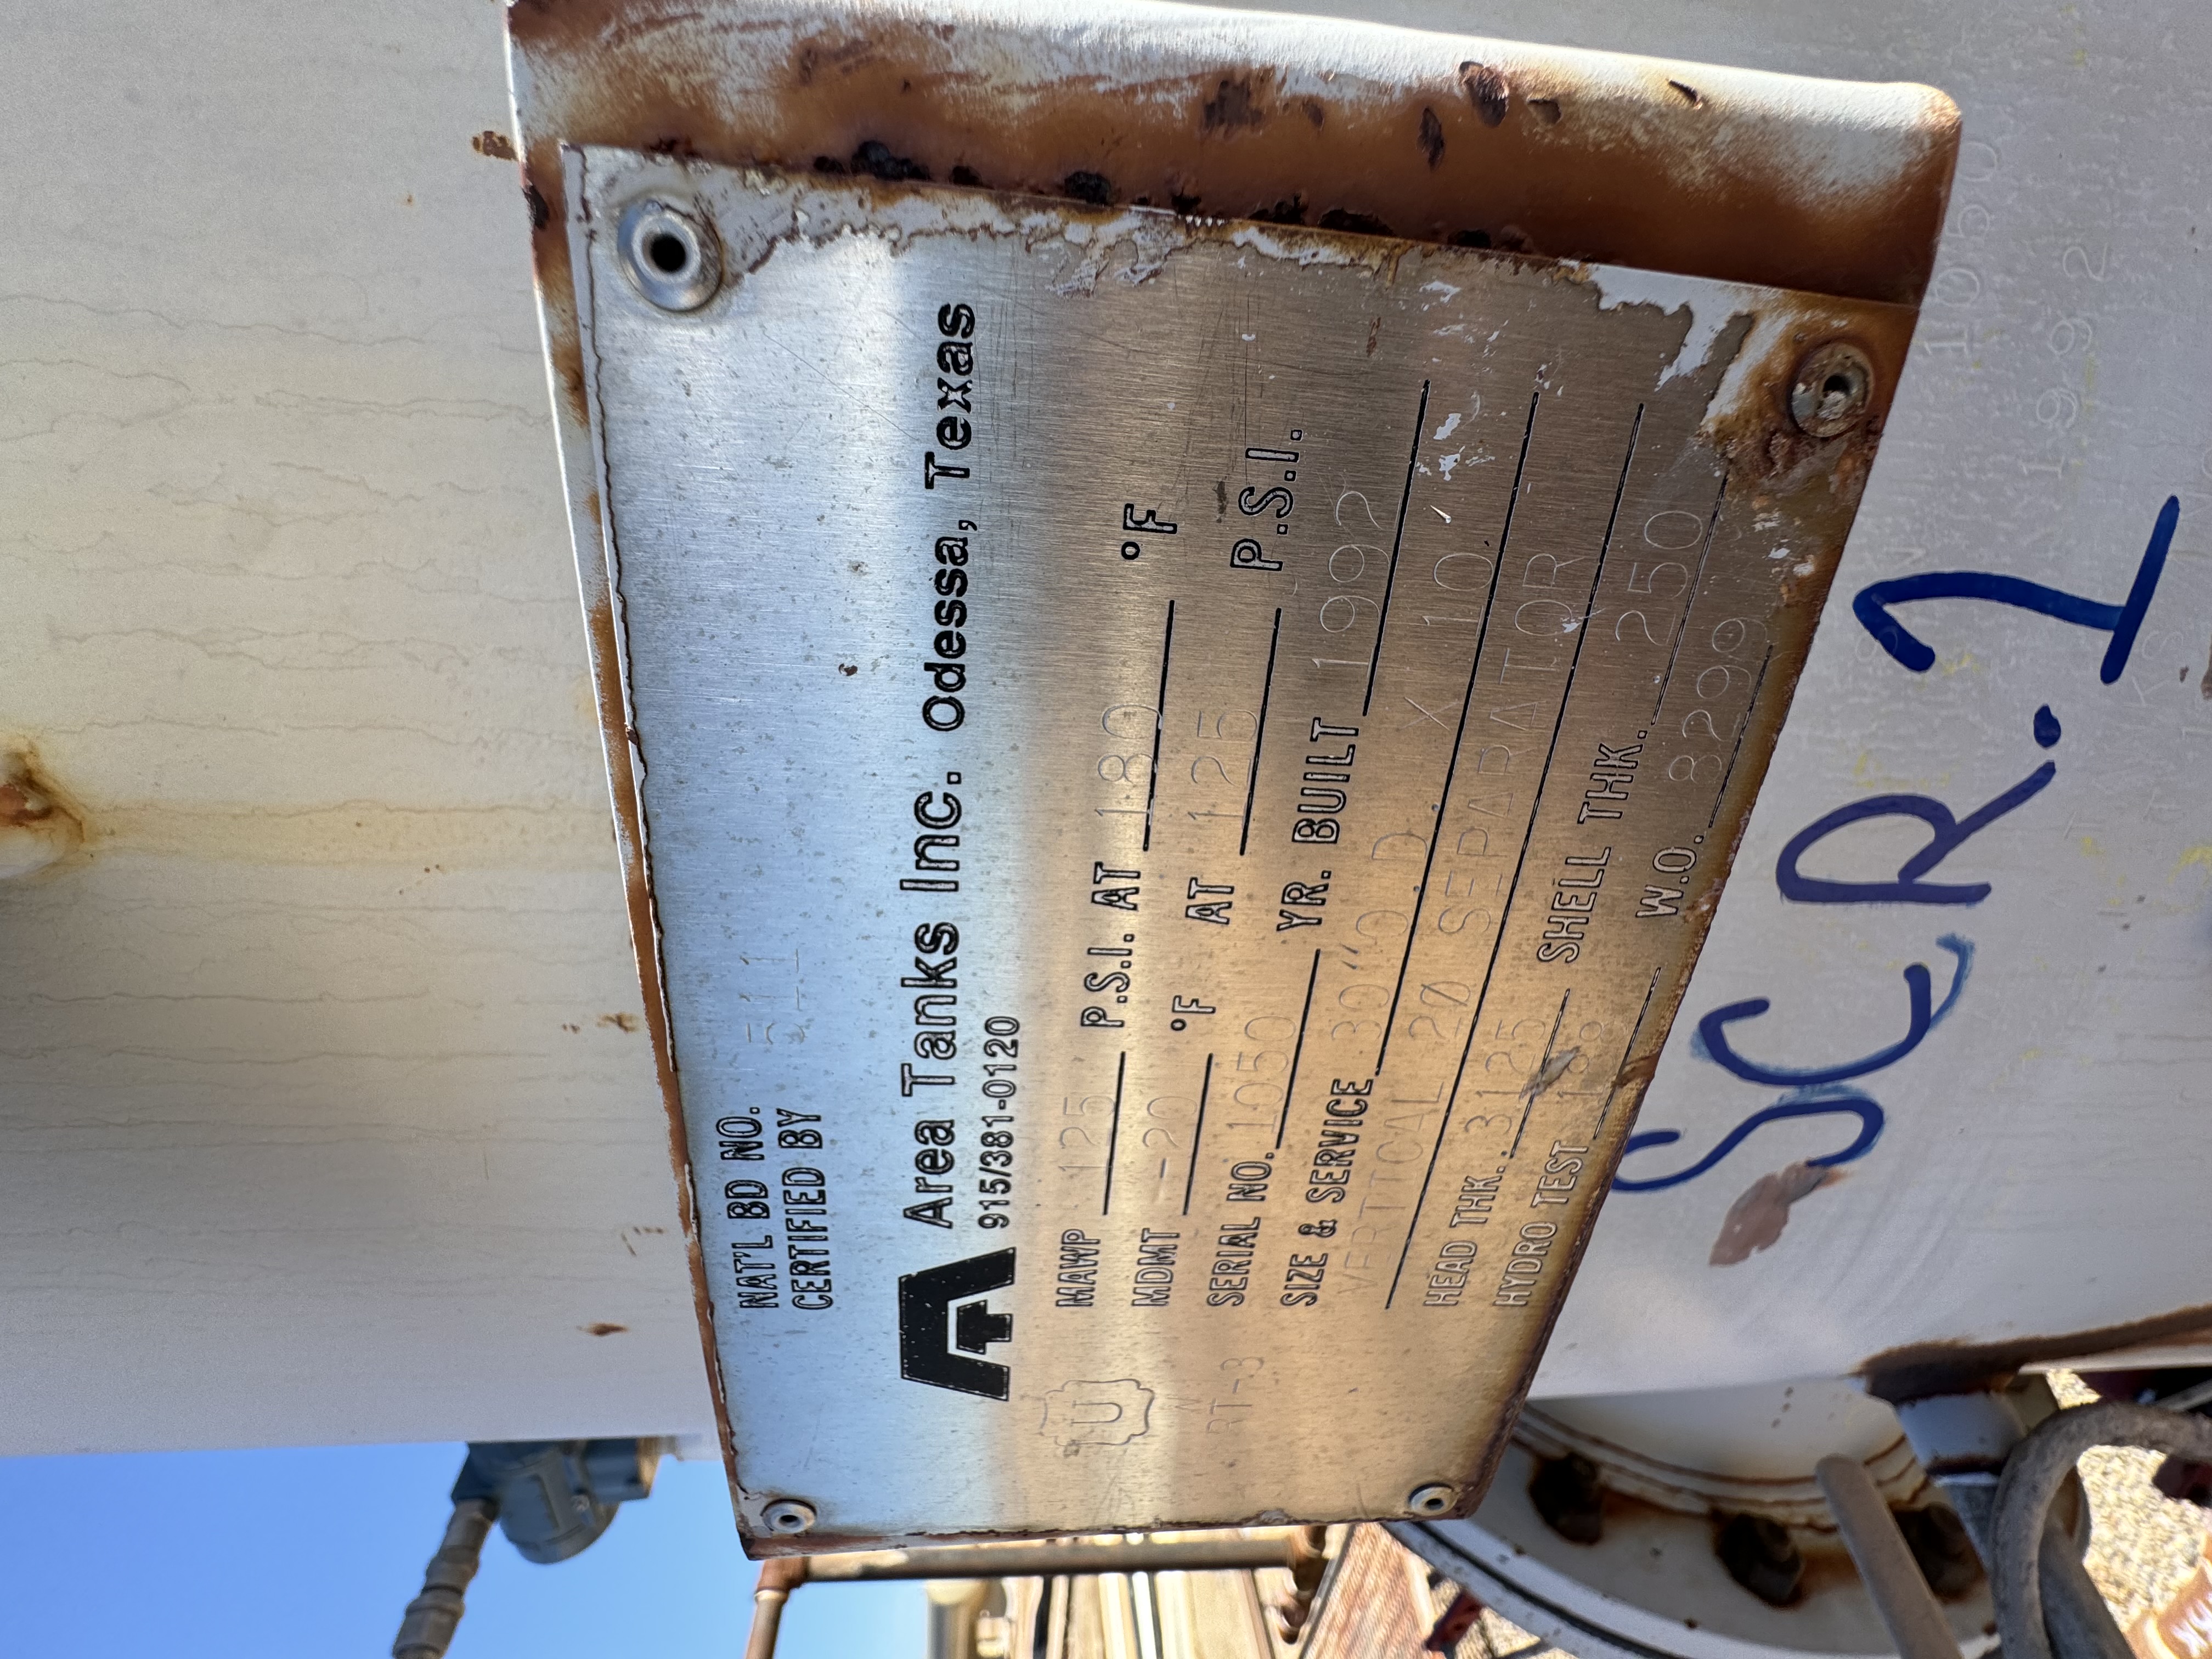 NAT'L BD NO. 511
CERTIFIED BY
Area Tanks Inc. Odessa, Texas
915/381-0120
U
MAWP 125 P.S.I. AT 180 °F
MDMT -20 °F AT 125 P.S.I.
W
RT-3
SERIAL NO. 1050 YR. BUILT 1992
SIZE & SERVICE 30" O.D. X 10'
VERTICAL 2Ø SEPARATOR
HEAD THK. .3125 SHELL THK. .250
HYDRO TEST 188 W.O. 8299
SCR.1
1050
1992